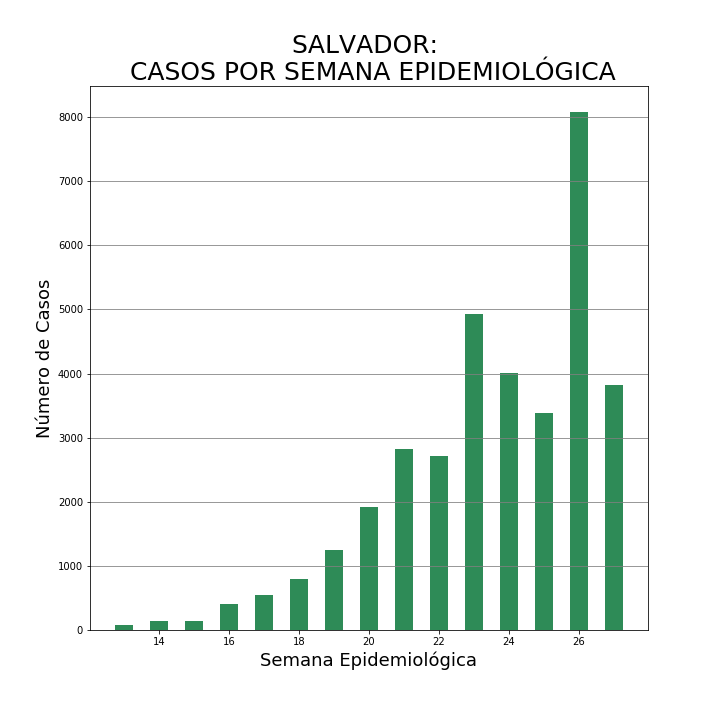 SALVADOR:
CASOS POR SEMANA EPIDEMIOLÓGICA
8000
7000
6000
5000
4000
3000
2000
1000
0
Número de Casos
14 16 18 20 22 24 26
Semana Epidemiológica